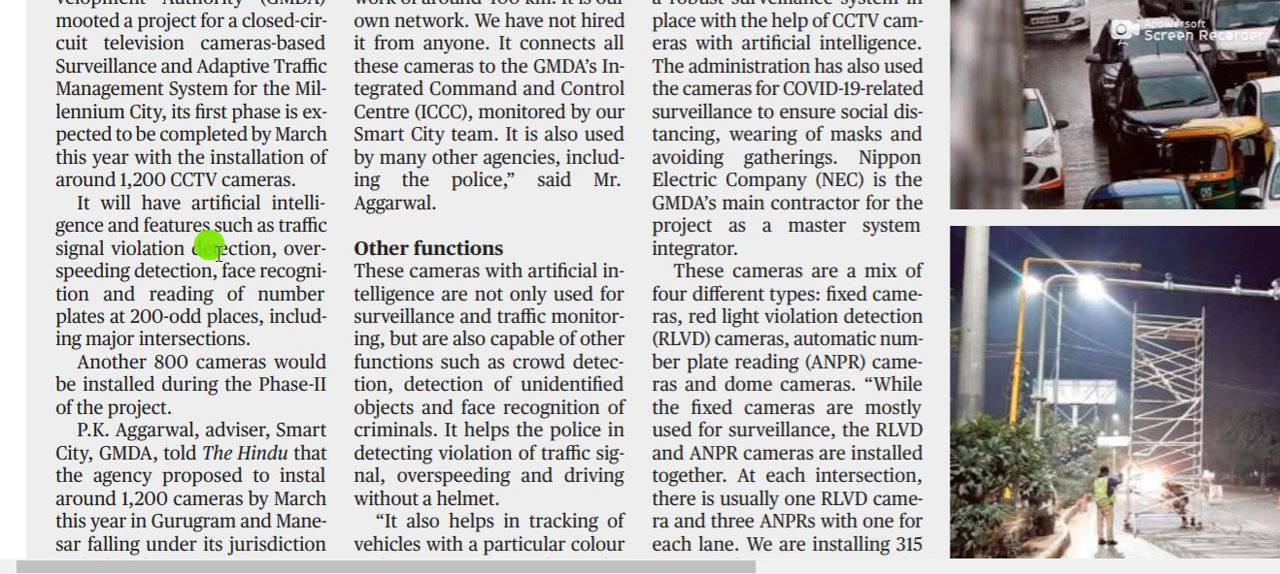 velopment Authority (GMDA)
mooted a project for a closed-cir-
cuit television cameras-based
Surveillance and Adaptive Traffic
Management System for the Mil-
lennium City, its first phase is ex-
pected to be completed by March
this year with the installation of
around 1,200 CCTV cameras.
It will have artificial intelli-
gence and features such as traffic
signal violation detection, over-
speeding detection, face recogni-
tion and reading of number
plates at 200-odd places, includ-
ing major intersections.
Another 800 cameras would
be installed during the Phase-II
of the project.
P.K. Aggarwal, adviser, Smart
City, GMDA, told The Hindu that
the agency proposed to instal
around 1,200 cameras by March
this year in Gurugram and Mane-
sar falling under its jurisdiction
work of around 400 km. It is our
own network. We have not hired
it from anyone. It connects all
these cameras to the GMDA's In-
tegrated Command and Control
Centre (ICCC), monitored by our
Smart City team. It is also used
by many other agencies, includ-
ing the police,” said Mr.
Aggarwal.
Other functions
These cameras with artificial in-
telligence are not only used for
surveillance and traffic monitor-
ing, but are also capable of other
functions such as crowd detec-
tion, detection of unidentified
objects and face recognition of
criminals. It helps the police in
detecting violation of traffic sig-
nal, overspeeding and driving
without a helmet.
“It also helps in tracking of
vehicles with a particular colour
a robust surveillance system in
place with the help of CCTV cam-
eras with artificial intelligence.
The administration has also used
the cameras for COVID-19-related
surveillance to ensure social dis-
tancing, wearing of masks and
avoiding gatherings. Nippon
Electric Company (NEC) is the
GMDA's main contractor for the
project as a master system
integrator.
These cameras are a mix of
four different types: fixed came-
ras, red light violation detection
(RLVD) cameras, automatic num-
ber plate reading (ANPR) came-
ras and dome cameras. “While
the fixed cameras are mostly
used for surveillance, the RLVD
and ANPR cameras are installed
together. At each intersection,
there is usually one RLVD came-
ra and three ANPRs with one for
each lane. We are installing 315
Apowersoft
Screen Recorder